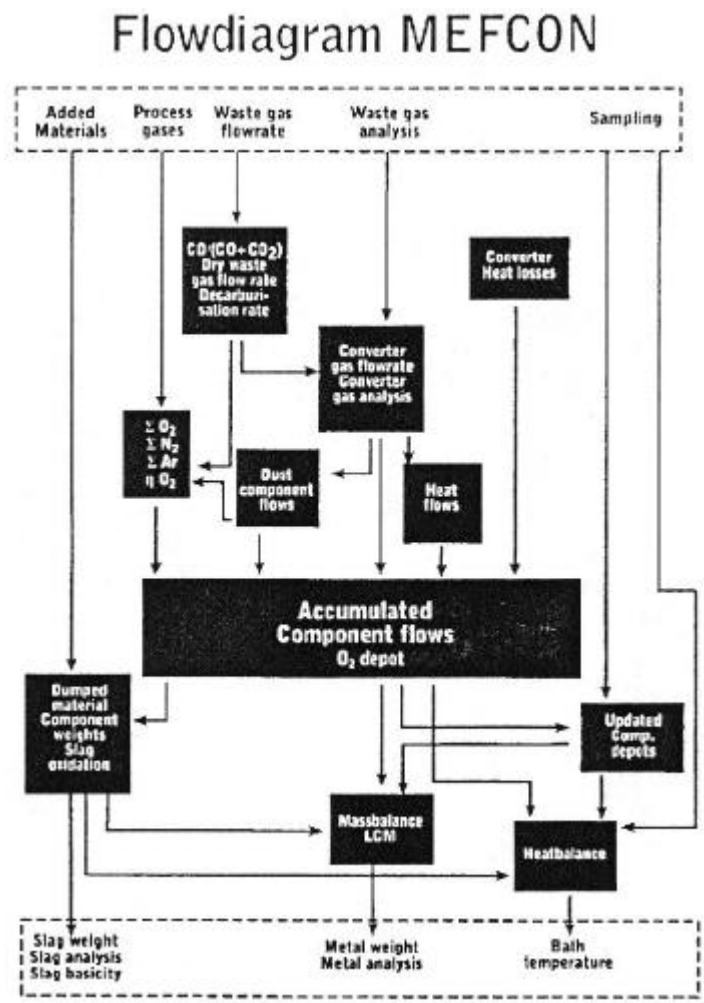 Flowdiagram MEFCON
Added
Materials
Process
gases
Waste gas
flowrate
Waste gas
analysis
Sampling
CD·(CO+CO₂)
Dry waste
gas flow rate
Decarburi-
sation rate
Converter
Heat losses
Converter
gas flowrate
Converter
gas analysis
Σ O₂
Σ N₂
Σ Ar
η O₂
Dust
component
flows
Heat
flows
Accumulated
Component flows
O₂ depot
Dumped
material
Component
weights
Slag
oxidation
Updated
Comp.
depots
Massbalance
LCM
Heatbalance
Slag weight
Slag analysis
Slag basicity
Metal weight
Metal analysis
Bath
temperature